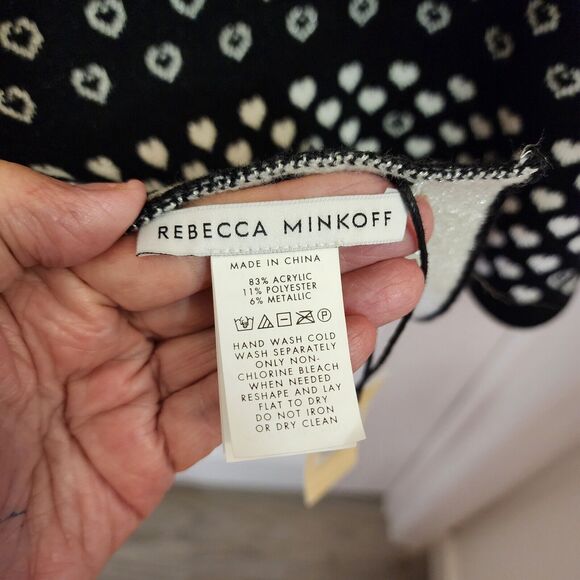 REBECCA MINKOFF
MADE IN CHINA
83% ACRYLIC
11% POLYESTER
6% METALLIC
HAND WASH COLD
WASH SEPARATELY
ONLY NON-
CHLORINE BLEACH
WHEN NEEDED
RESHAPE AND LAY
FLAT TO DRY
DO NOT IRON
OR DRY CLEAN